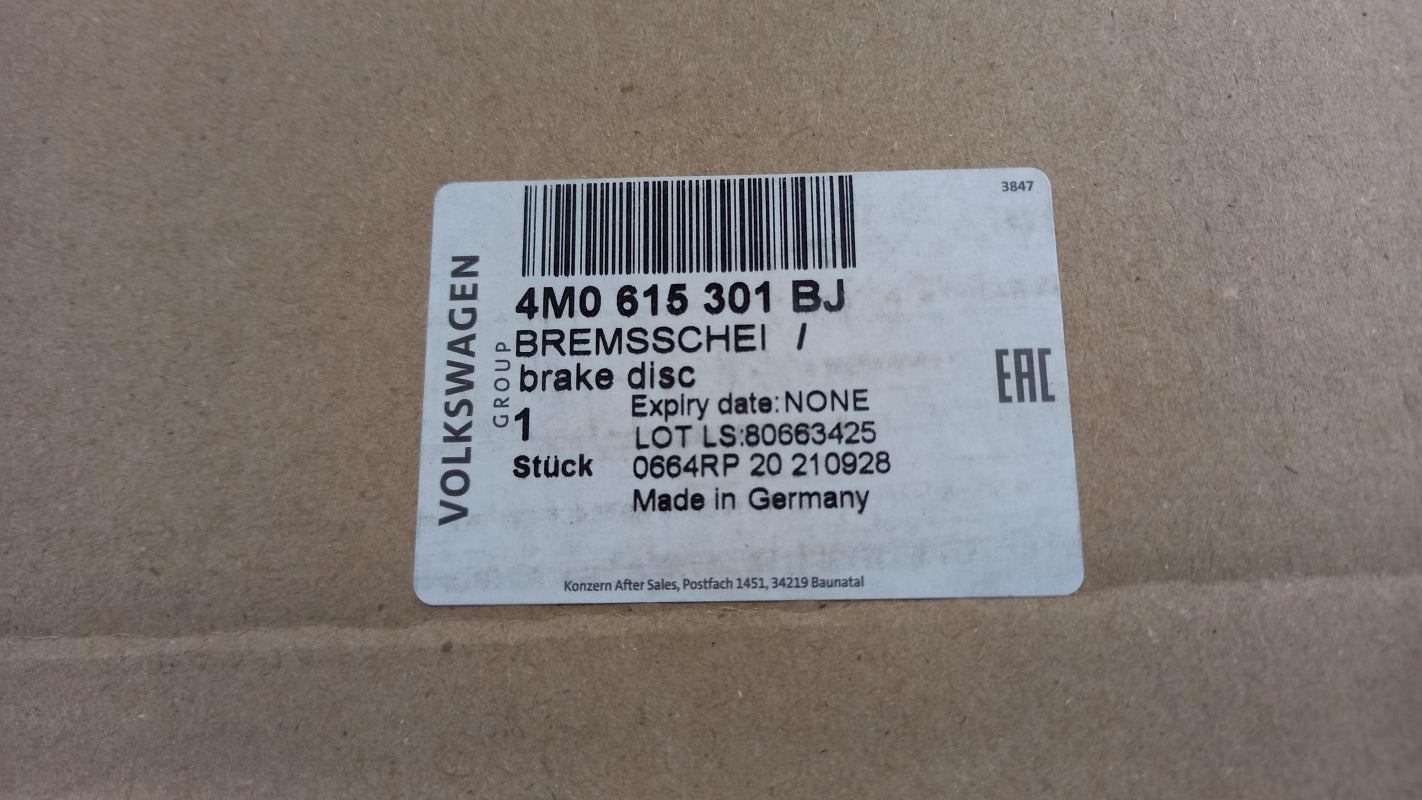 3847
VOLKSWAGEN
GROUP
4M0 615 301 BJ
BREMSSCHEI /
brake disc
1
Stück
Expiry date:NONE
LOT LS:80663425
0664RP 20 210928
Made in Germany
EAC
Konzern After Sales, Postfach 1451, 34219 Baunatal